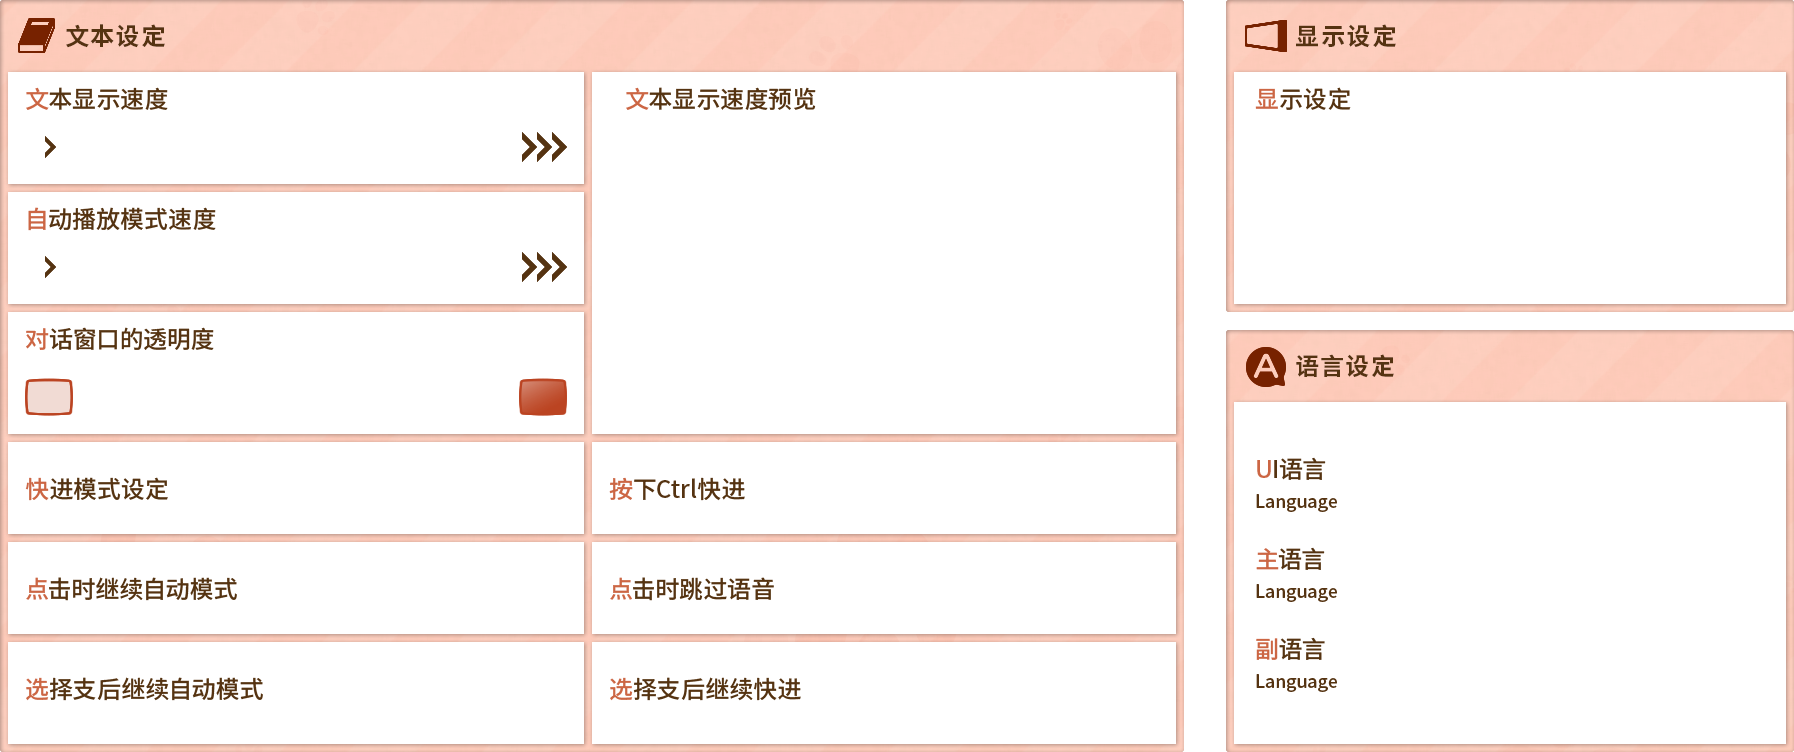 文本设定
文本显示速度
文本显示速度预览
自动播放模式速度
对话窗口的透明度
快进模式设定
按下Ctrl快进
点击时继续自动模式
点击时跳过语音
选择支后继续自动模式
选择支后继续快进
显示设定
显示设定
A
语言设定
UI语言
Language
主语言
Language
副语言
Language